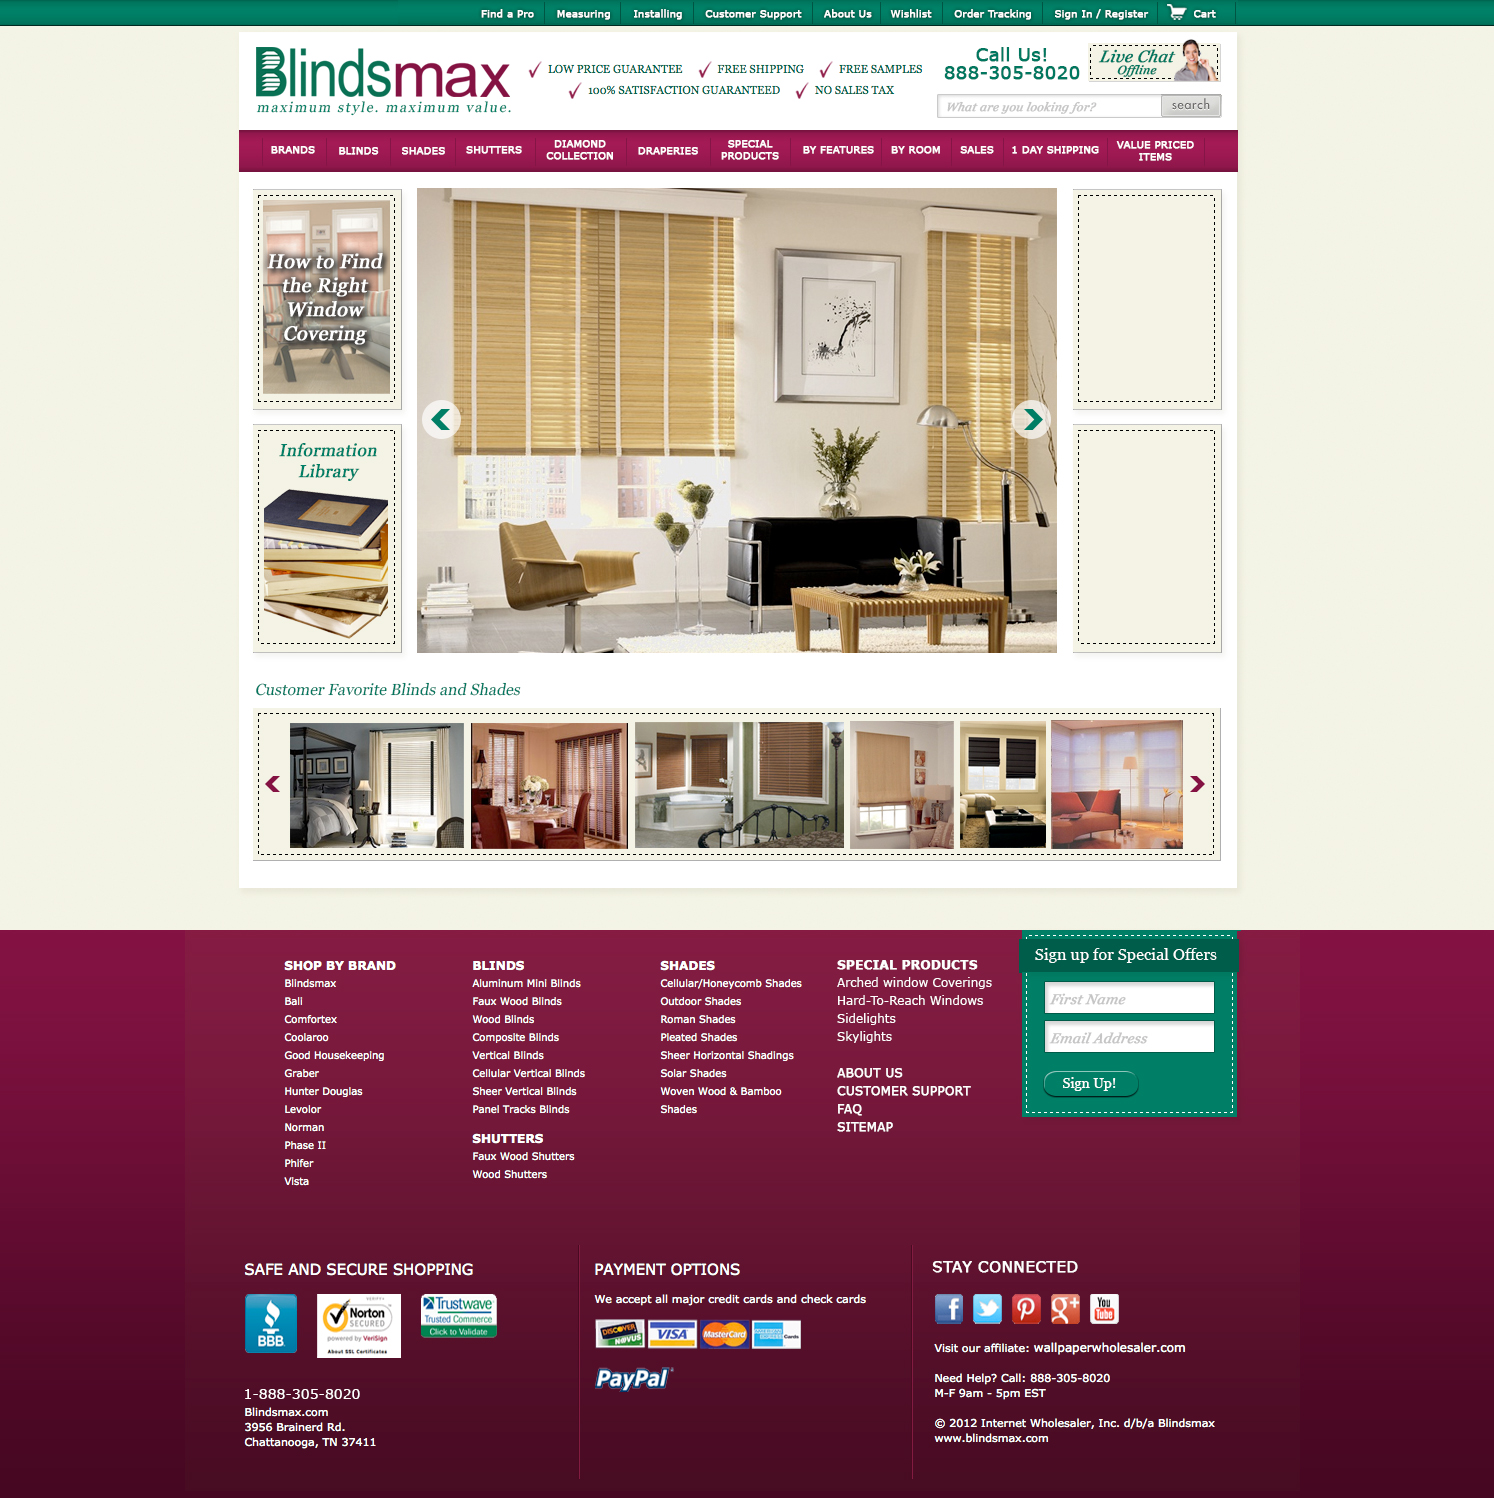 Find a Pro
Measuring
Installing
Customer Support
About Us
Wishlist
Order Tracking
Sign In / Register
Cart
Blindsmax
maximum style. maximum value.
LOW PRICE GUARANTEE
FREE SHIPPING
FREE SAMPLES
100% SATISFACTION GUARANTEED
NO SALES TAX
Call Us!
888-305-8020
Live Chat
Offline
What are you looking for?
search
BRANDS
BLINDS
SHADES
SHUTTERS
DIAMOND
COLLECTION
DRAPERIES
SPECIAL
PRODUCTS
BY FEATURES
BY ROOM
SALES
1 DAY SHIPPING
VALUE PRICED
ITEMS
How to Find
the Right
Window
Covering
Information
Library
Customer Favorite Blinds and Shades
SHOP BY BRAND
Blindsmax
Bali
Comfortex
Coolaroo
Good Housekeeping
Graber
Hunter Douglas
Levolor
Norman
Phase II
Phifer
Vista
BLINDS
Aluminum Mini Blinds
Faux Wood Blinds
Wood Blinds
Composite Blinds
Vertical Blinds
Cellular Vertical Blinds
Sheer Vertical Blinds
Panel Tracks Blinds
SHUTTERS
Faux Wood Shutters
Wood Shutters
SHADES
Cellular/Honeycomb Shades
Outdoor Shades
Roman Shades
Pleated Shades
Sheer Horizontal Shadings
Solar Shades
Woven Wood & Bamboo
Shades
SPECIAL PRODUCTS
Arched window Coverings
Hard-To-Reach Windows
Sidelights
Skylights
ABOUT US
CUSTOMER SUPPORT
FAQ
SITEMAP
Sign up for Special Offers
First Name
Email Address
Sign Up!
SAFE AND SECURE SHOPPING
BBB.
Norton
SECURED
powered by VeriSign
About SSL Certificates
Trustwave
Trusted Commerce
Click to Validate
1-888-305-8020
Blindsmax.com
3956 Brainerd Rd.
Chattanooga, TN 37411
PAYMENT OPTIONS
We accept all major credit cards and check cards
DISCOVER
NOVUS
VISA
MasterCard
AMERICAN EXPRESS
Cards
PayPal
STAY CONNECTED
f
P
g+
You
Tube
Visit our affiliate: wallpaperwholesaler.com
Need Help? Call: 888-305-8020
M-F 9am - 5pm EST
© 2012 Internet Wholesaler, Inc. d/b/a Blindsmax
www.blindsmax.com